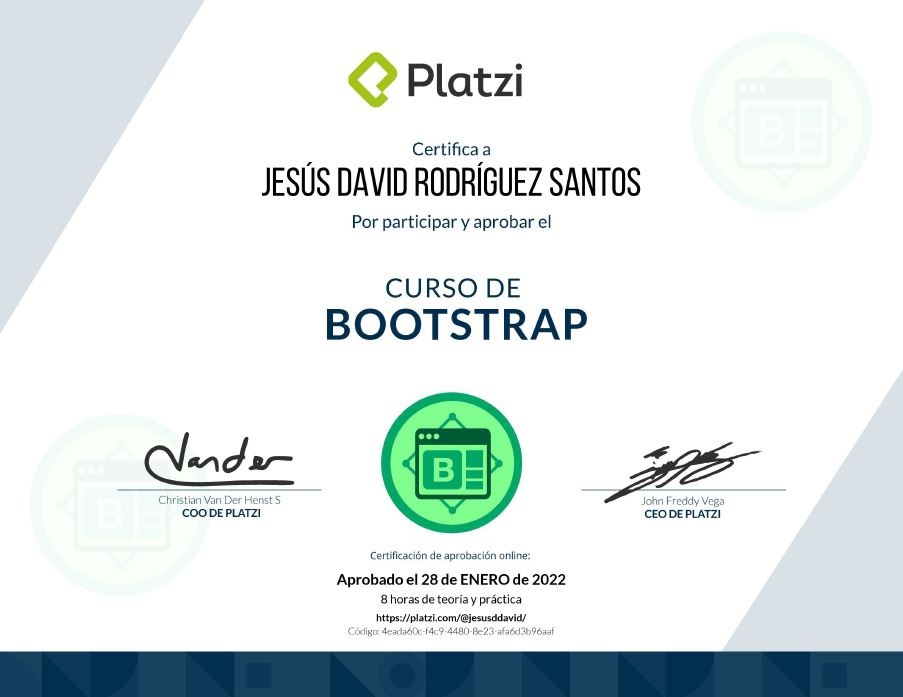 Platzi
Certifica a
JESÚS DAVID RODRÍGUEZ SANTOS
Por participar y aprobar el
CURSO DE
BOOTSTRAP
B
B
B
Vander
Christian Van Der Henst S
COO DE PLATZI
John Freddy Vega
CEO DE PLATZI
Certificación de aprobación online:
Aprobado el 28 de ENERO de 2022
8 horas de teoría y práctica
https://platzi.com/@jesusddavid/
Código: 4eada60c-f4c9-4480-8e23-afa6d3b96aaf